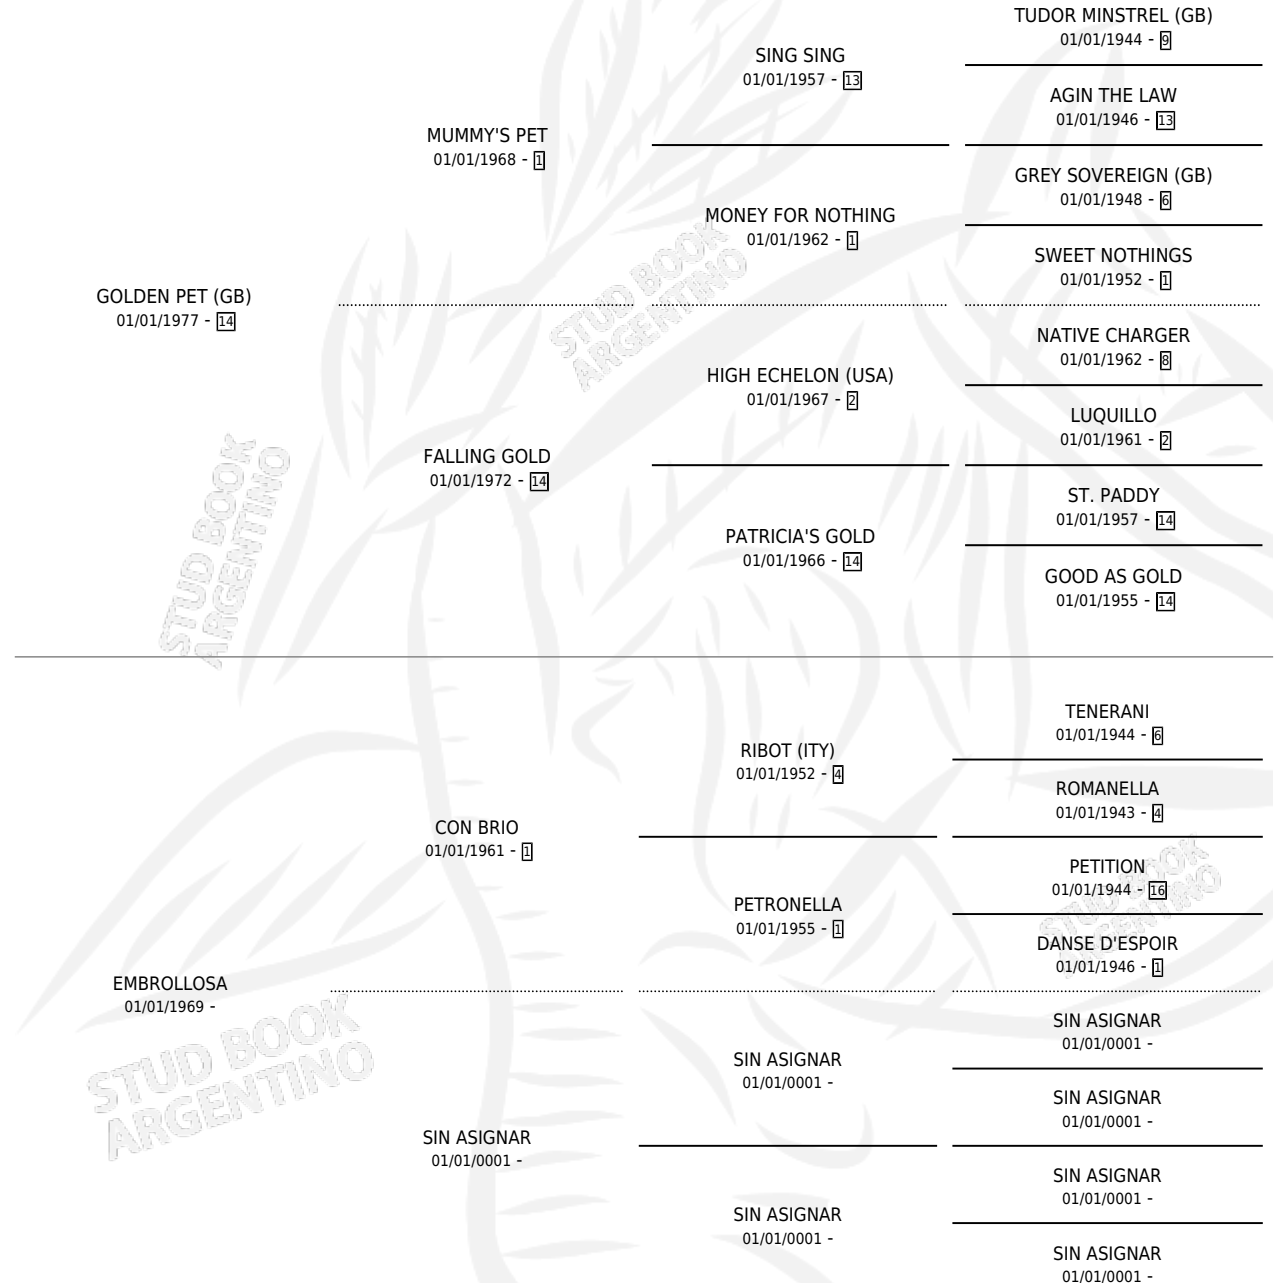 TUDOR MINSTREL (GB)
01/01/1944 - 9
SING SING
01/01/1957 - 13
AGIN THE LAW
01/01/1946 - 13
MUMMY'S PET
01/01/1968 - 1
GREY SOVEREIGN (GB)
01/01/1948 - 6
MONEY FOR NOTHING
01/01/1962 - 1
SWEET NOTHINGS
01/01/1952 - 1
GOLDEN PET (GB)
01/01/1977 - 14
NATIVE CHARGER
01/01/1962 - 8
HIGH ECHELON (USA)
01/01/1967 - 2
LUQUILLO
01/01/1961 - 2
FALLING GOLD
01/01/1972 - 14
ST. PADDY
01/01/1957 - 14
PATRICIA'S GOLD
01/01/1966 - 14
GOOD AS GOLD
01/01/1955 - 14
TENERANI
01/01/1944 - 6
RIBOT (ITY)
01/01/1952 - 4
ROMANELLA
01/01/1943 - 4
CON BRIO
01/01/1961 - 1
PETITION
01/01/1944 - 16
PETRONELLA
01/01/1955 - 1
DANSE D'ESPOIR
01/01/1946 - 1
EMBROLLOSA
01/01/1969 -
SIN ASIGNAR
01/01/0001 -
SIN ASIGNAR
01/01/0001 -
SIN ASIGNAR
01/01/0001 -
SIN ASIGNAR
01/01/0001 -
SIN ASIGNAR
01/01/0001 -
SIN ASIGNAR
01/01/0001 -
SIN ASIGNAR
01/01/0001 -
STUD BOOK
ARGENTINO
STUD BOOK
ARGENTINO
STUD BOOK
ARGENTINO
STUD BOOK
ARGENTINO